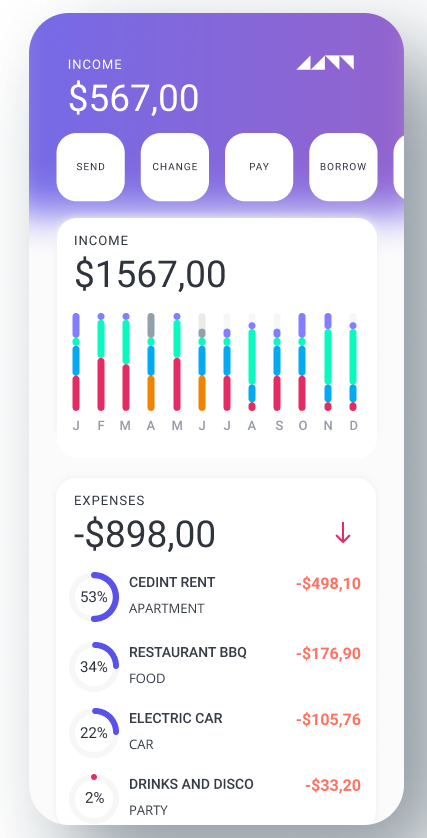 INCOME
$567,00
SEND CHANGE PAY BORROW
INCOME
$1567,00
J F M A M J J A S O N D
EXPENSES
-$898,00
53% CEDINT RENT -$498,10
APARTMENT
34% RESTAURANT BBQ -$176,90
FOOD
22% ELECTRIC CAR -$105,76
CAR
2% DRINKS AND DISCO -$33,20
PARTY